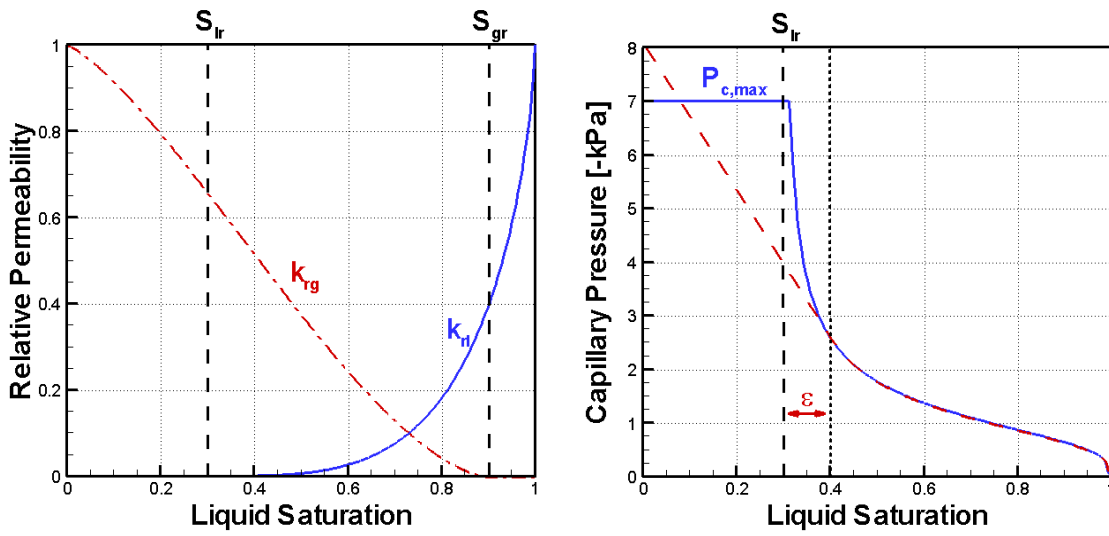 S_lr S_gr
1
0.8
0.6
0.4
0.2
0
Relative Permeability
k_rg
k_rl
0 0.2 0.4 0.6 0.8 1
Liquid Saturation
S_lr
8
7
6
5
4
3
2
1
0
Capillary Pressure [-kPa]
P_c,max
ε
0 0.2 0.4 0.6 0.8 1
Liquid Saturation